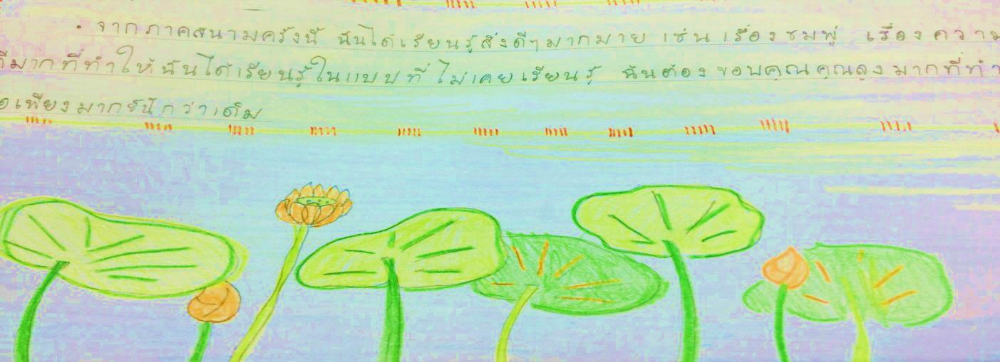 · จากภาคสนามครั้งนี้ ฉันได้เรียนรู้สิ่งดีๆมากมาย เช่น เรื่องชมพู่ เรื่องความ
ดีมากที่ทำให้ฉันได้เรียนรู้ในแบบที่ไม่เคยเรียนรู้ ฉันต้องขอบคุณคุณลุงมากที่ทำ
อเพียงมากยิ่งขึ้นกว่าเดิม